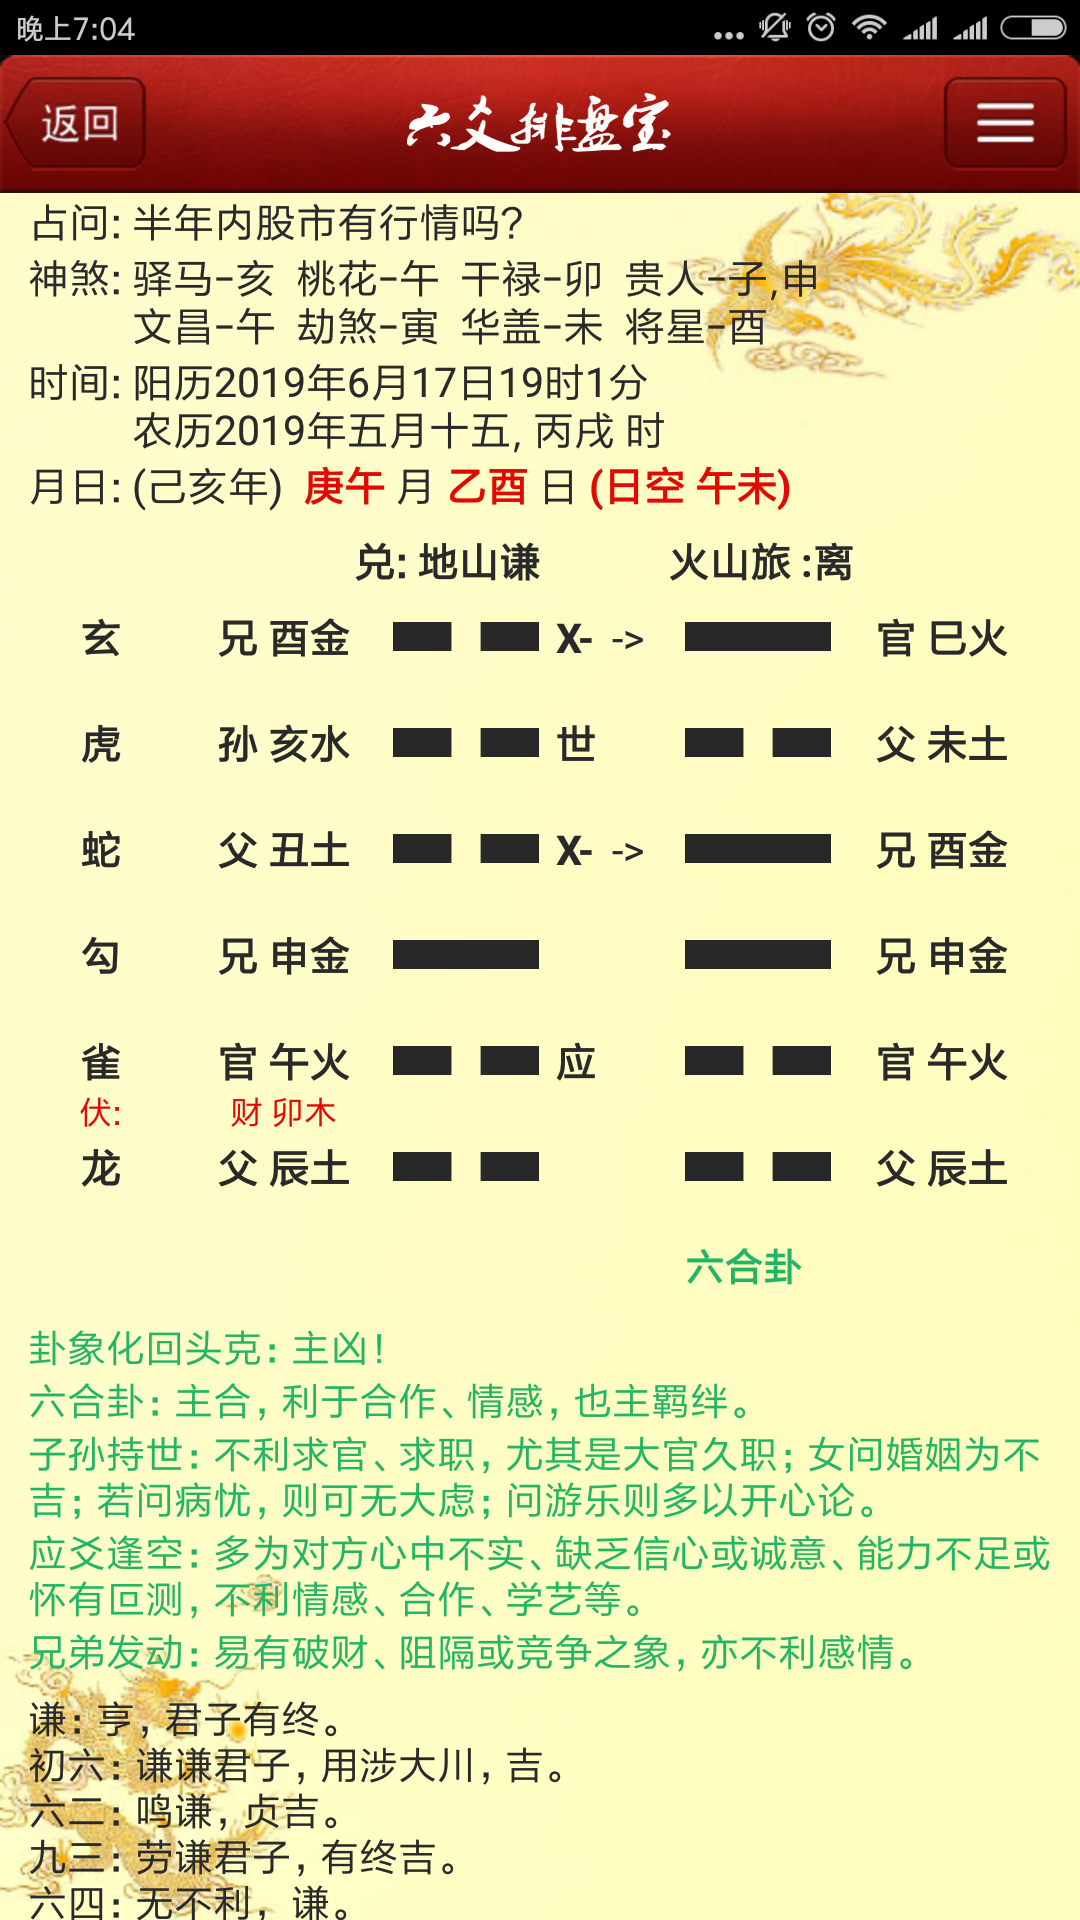 晚上7:04
返回 六爻排盘宝
占问: 半年内股市有行情吗?
神煞: 驿马-亥 桃花-午 干禄-卯 贵人-子,申
文昌-午 劫煞-寅 华盖-未 将星-酉
时间: 阳历2019年6月17日19时1分
农历2019年五月十五, 丙戌 时
月日: (己亥年) 庚午 月 乙酉 日 (日空 午未)
兑: 地山谦 火山旅 :离
玄 兄 酉金 X- -> 官 巳火
虎 孙 亥水 世 父 未土
蛇 父 丑土 X- -> 兄 酉金
勾 兄 申金 兄 申金
雀 官 午火 应 官 午火
伏: 财 卯木
龙 父 辰土 父 辰土
六合卦
卦象化回头克: 主凶!
六合卦: 主合, 利于合作、情感, 也主羁绊。
子孙持世: 不利求官、求职, 尤其是大官久职; 女问婚姻为不
吉; 若问病忧, 则可无大虑; 问游乐则多以开心论。
应爻逢空: 多为对方心中不实、缺乏信心或诚意、能力不足或
怀有叵测, 不利情感、合作、学艺等。
兄弟发动: 易有破财、阻隔或竞争之象, 亦不利感情。
谦: 亨, 君子有终。
初六: 谦谦君子, 用涉大川, 吉。
六二: 鸣谦, 贞吉。
九三: 劳谦君子, 有终吉。
六四: 无不利, 谦。